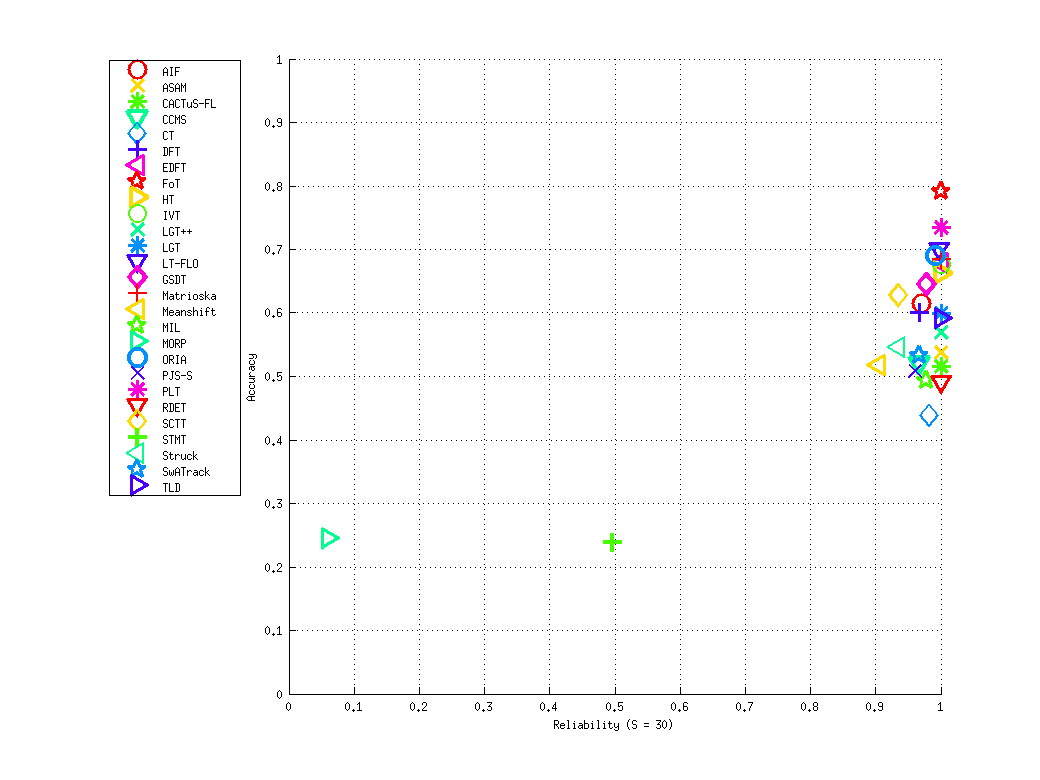 AIF
ASAM
CACTuS-FL
CCMS
CT
DFT
EDFT
FoT
HT
IVT
LGT++
LGT
LT-FLO
GSDT
Matrioska
Meanshift
MIL
MORP
ORIA
PJS-S
PLT
RDET
SCTT
STMT
Struck
SwATrack
TLD
Accuracy
1
0.9
0.8
0.7
0.6
0.5
0.4
0.3
0.2
0.1
0
0 0.1 0.2 0.3 0.4 0.5 0.6 0.7 0.8 0.9 1
Reliability (S = 30)